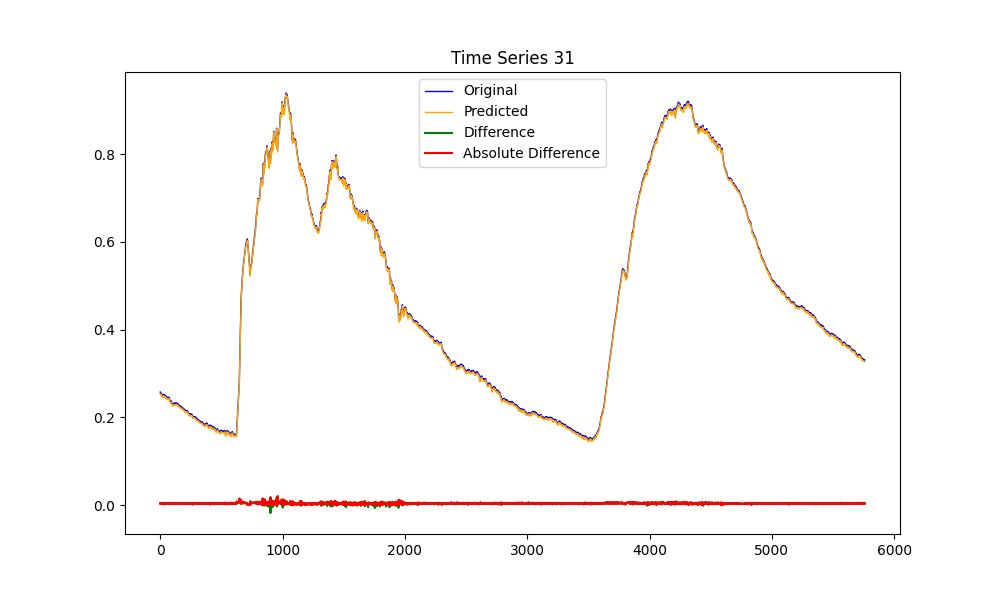 Time Series 31
Original
Predicted
Difference
Absolute Difference
0.8
0.6
0.4
0.2
0.0
0 1000 2000 3000 4000 5000 6000